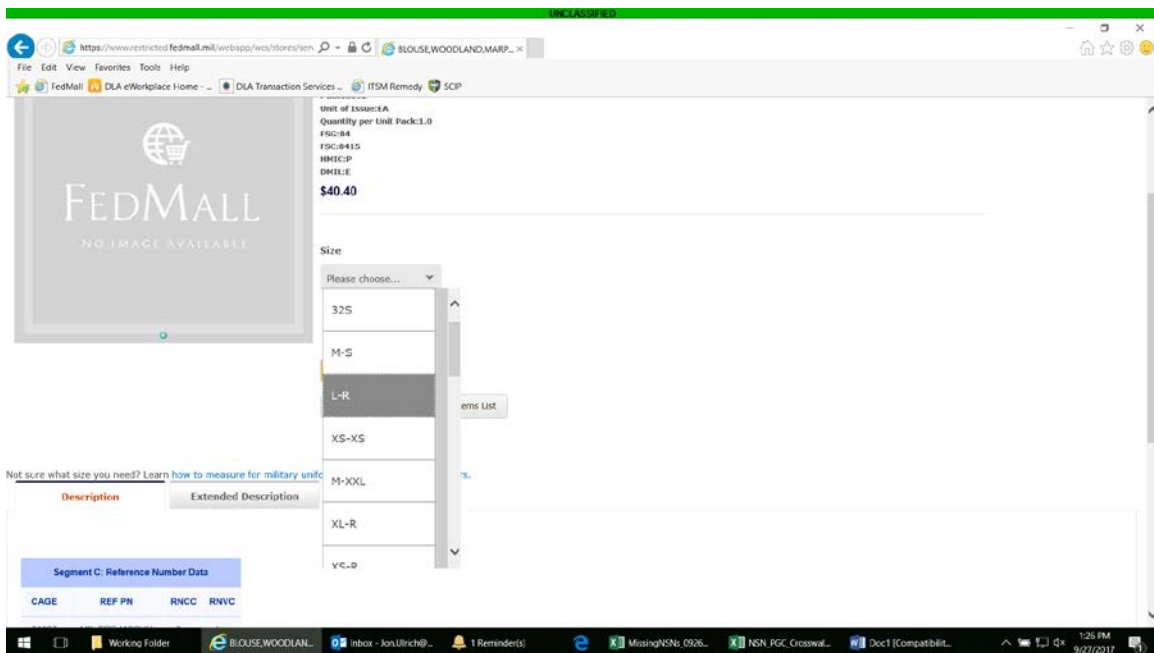 UNCLASSIFIED
https://www.restricted.fedmall.mil/webapp/wcs/stores/serv
BLOUSE,WOODLAND,MARP...
File Edit View Favorites Tools Help
FedMall DLA eWorkplace Home - ... DLA Transaction Services ... ITSM Remedy SCIP
Unit of Issue:EA
Quantity per Unit Pack:1.0
FSG:84
FSC:8415
HMIC:P
DMIL:E
$40.40
FEDMALL
NO IMAGE AVAILABLE
Size
Please choose...
32S
M-S
L-R
ems List
XS-XS
Not sure what size you need? Learn how to measure for military unifo
rs.
M-XXL
Description
Extended Description
XL-R
XS-R
Segment C: Reference Number Data
CAGE REF PN RNCC RNVC
Working Folder
BLOUSE,WOODLAN...
Inbox - Jon.Ullrich@...
1 Reminder(s)
MissingNSNs_0926...
NSN_PGC_Crosswal...
Doc1 [Compatibilit...
1:26 PM
9/27/2017